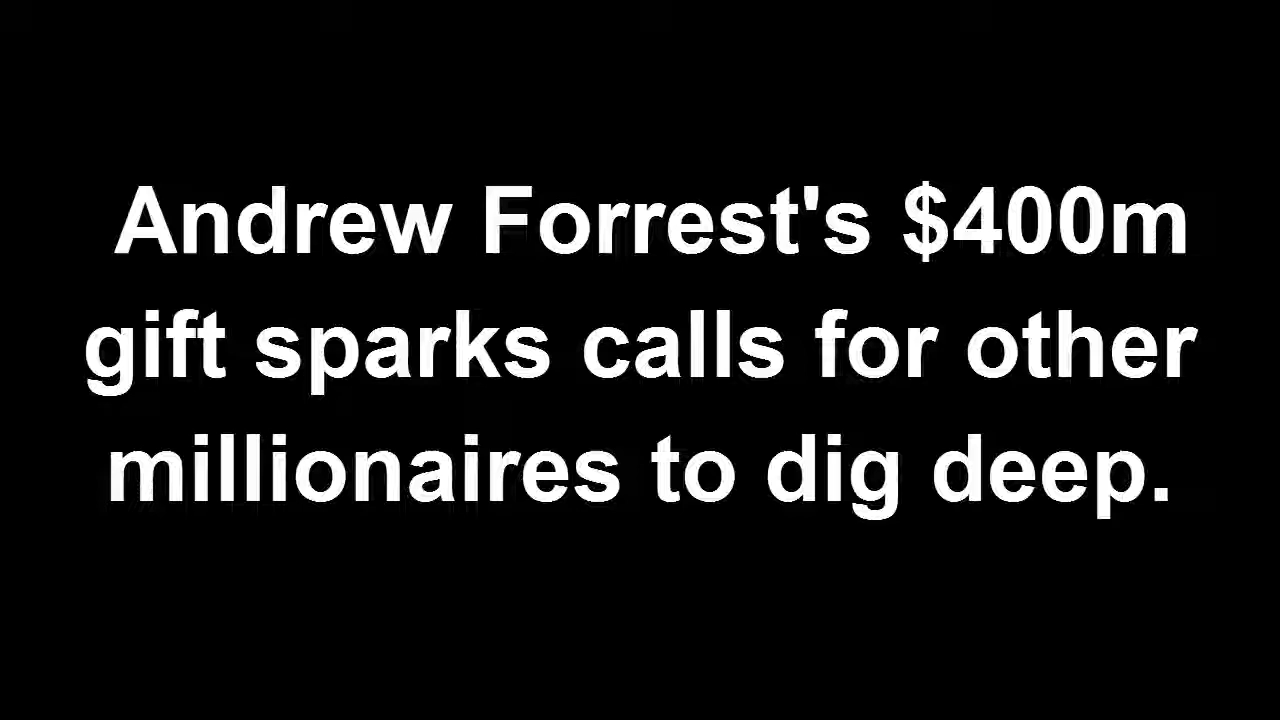 Andrew Forrest's $400m
gift sparks calls for other
millionaires to dig deep.